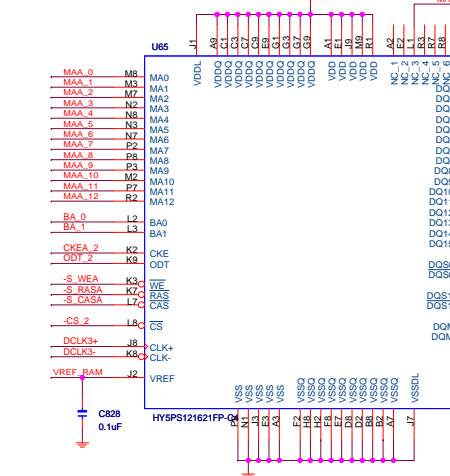 U65
J1 A9 C1 C3 C7 C9 E9 G1 G3 G7 G9 A1 E1 J9 M9 R1 A2 E2 L1 R3 R7 R8
VDDL VDDQ VDDQ VDDQ VDDQ VDDQ VDDQ VDDQ VDDQ VDDQ VDDQ VDD VDD VDD VDD VDD NC_1 NC_2 NC_3 NC_4 NC_5 NC_6
MAA_0 M8 MA0
MAA_1 M3 MA1
MAA_2 M7 MA2
MAA_3 N2 MA3
MAA_4 N8 MA4
MAA_5 N3 MA5
MAA_6 N7 MA6
MAA_7 P2 MA7
MAA_8 P8 MA8
MAA_9 P3 MA9
MAA_10 M2 MA10
MAA_11 P7 MA11
MAA_12 R2 MA12
BA_0 L2 BA0
BA_1 L3 BA1
CKEA_2 K2 CKE
ODT_2 K9 ODT
-S_WEA K3 WE
-S_RASA K7 RAS
-S_CASA L7 CAS
-CS_2 L8 CS
DCLK3+ J8 CLK+
DCLK3- K8 CLK-
VREF_RAM J2 VREF
VSS VSS VSS VSS VSS VSSQ VSSQ VSSQ VSSQ VSSQ VSSQ VSSQ VSSQ VSSQ VSSQ VSSDL
C828
0.1uF
HY5PS121621FP-C4
N1 J3 E3 A3 F2 H8 H2 F8 E7 D8 D2 B8 B2 A7 J7